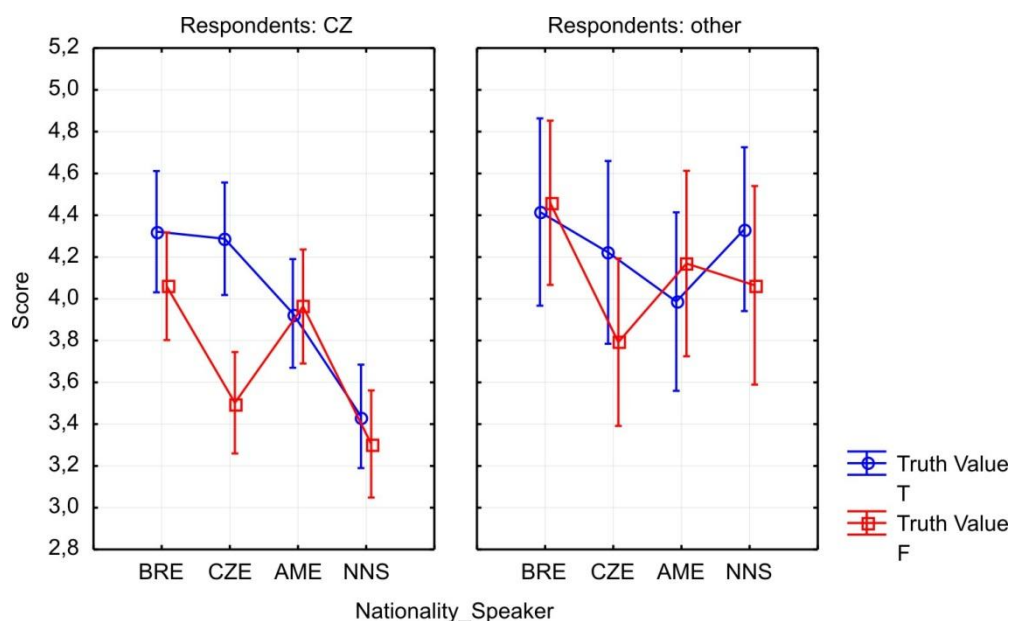 Respondents: CZ
Respondents: other
5,2
5,0
4,8
4,6
4,4
4,2
4,0
3,8
3,6
3,4
3,2
3,0
2,8
Score
BRE CZE AME NNS
BRE CZE AME NNS
Nationality_Speaker
Truth Value
T
Truth Value
F